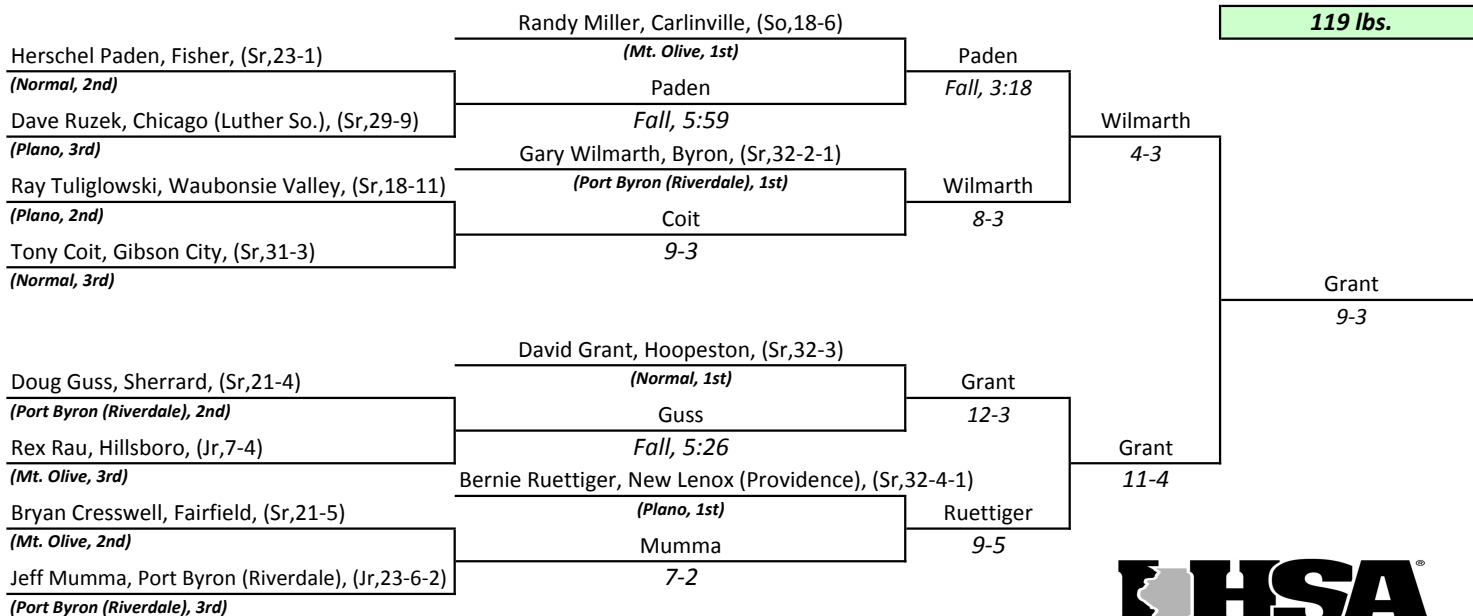 Randy Miller, Carlinville, (So,18-6)
119 lbs.
Herschel Paden, Fisher, (Sr,23-1)
(Mt. Olive, 1st)
Paden
(Normal, 2nd)
Paden
Fall, 3:18
Dave Ruzek, Chicago (Luther So.), (Sr,29-9)
Fall, 5:59
Wilmarth
(Plano, 3rd)
Gary Wilmarth, Byron, (Sr,32-2-1)
4-3
Ray Tuliglowski, Waubonsie Valley, (Sr,18-11)
(Port Byron (Riverdale), 1st)
Wilmarth
(Plano, 2nd)
Coit
8-3
Tony Coit, Gibson City, (Sr,31-3)
9-3
(Normal, 3rd)
Grant
9-3
David Grant, Hoopeston, (Sr,32-3)
Doug Guss, Sherrard, (Sr,21-4)
(Normal, 1st)
Grant
(Port Byron (Riverdale), 2nd)
Guss
12-3
Rex Rau, Hillsboro, (Jr,7-4)
Fall, 5:26
Grant
(Mt. Olive, 3rd)
Bernie Ruettiger, New Lenox (Providence), (Sr,32-4-1)
11-4
Bryan Cresswell, Fairfield, (Sr,21-5)
(Plano, 1st)
Ruettiger
(Mt. Olive, 2nd)
Mumma
9-5
Jeff Mumma, Port Byron (Riverdale), (Jr,23-6-2)
7-2
(Port Byron (Riverdale), 3rd)
IHSA®